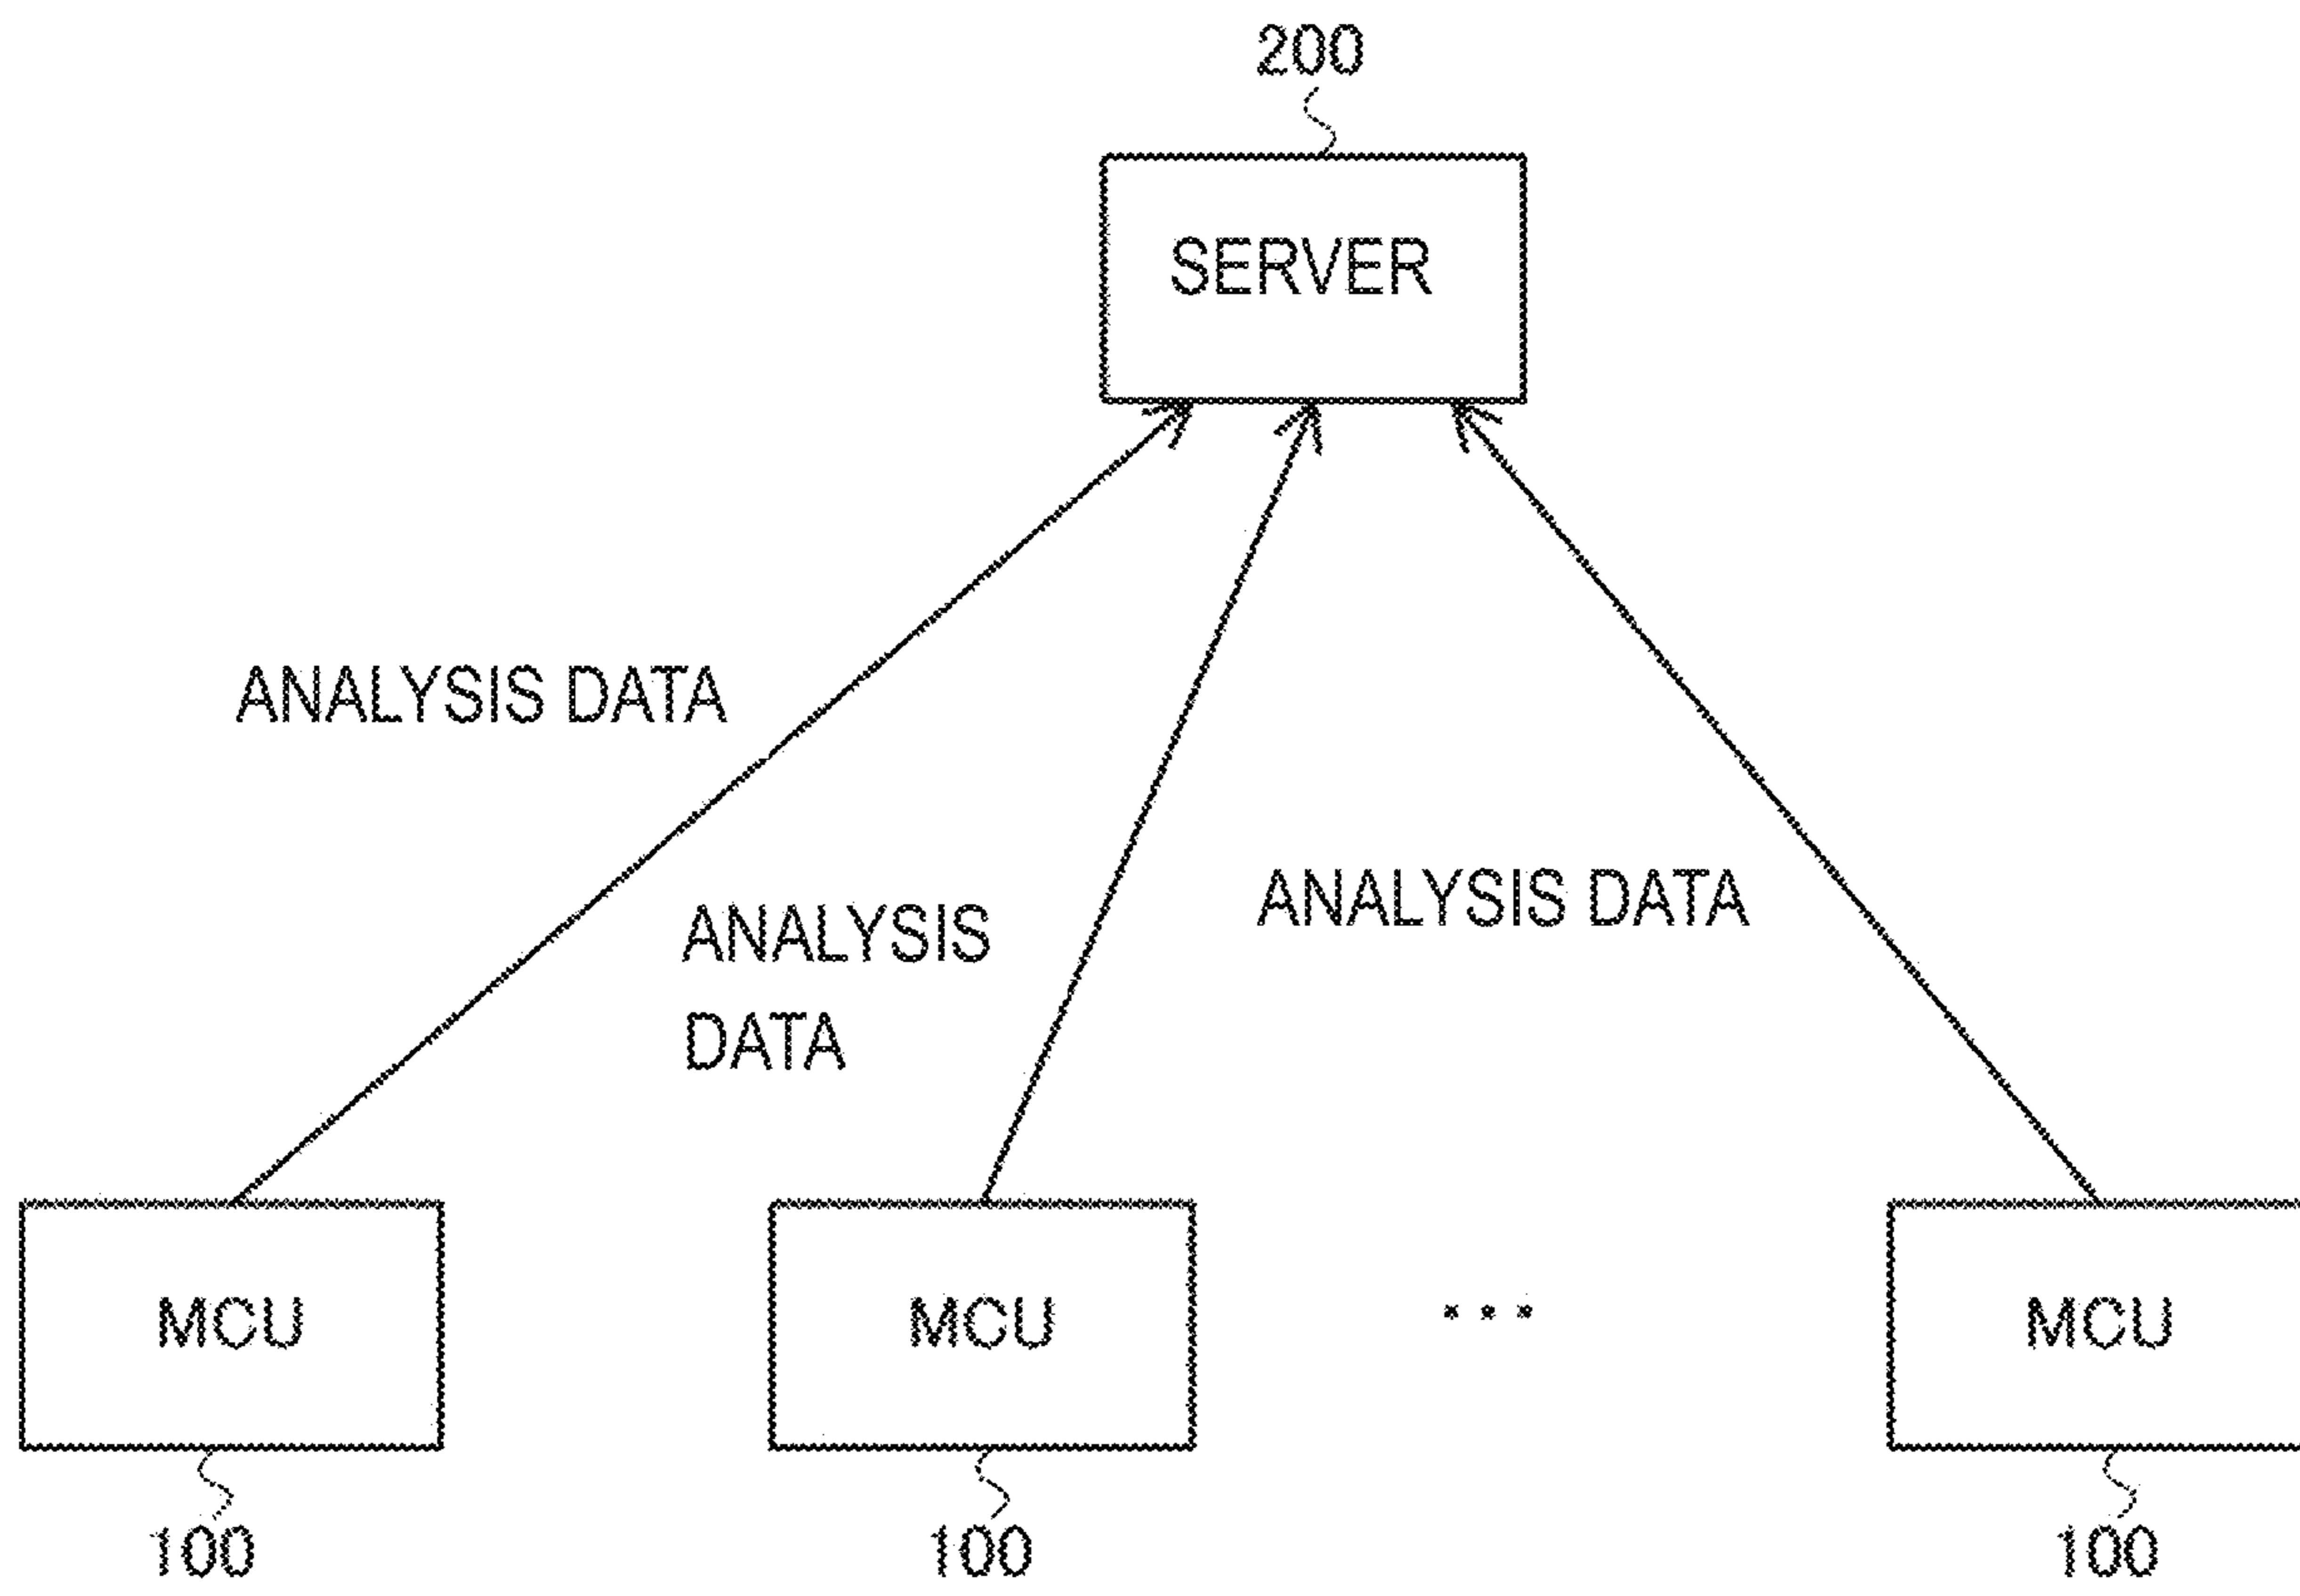 200
SERVER
ANALYSIS DATA
ANALYSIS DATA
ANALYSIS
DATA
MCU
MCU
...
MCU
100
100
100